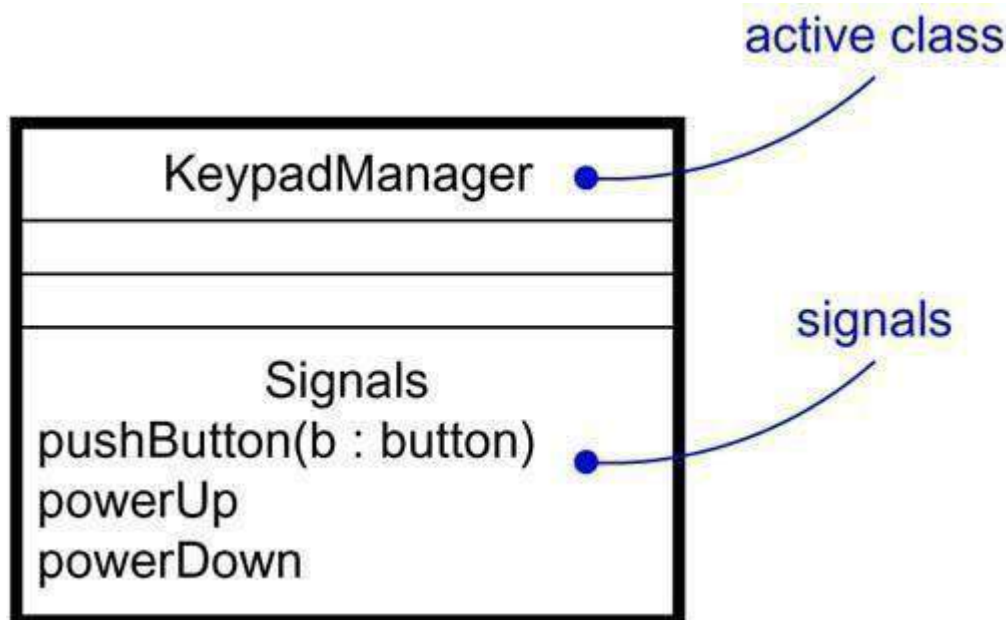 active class
KeypadManager
signals
Signals
pushButton(b : button)
powerUp
powerDown